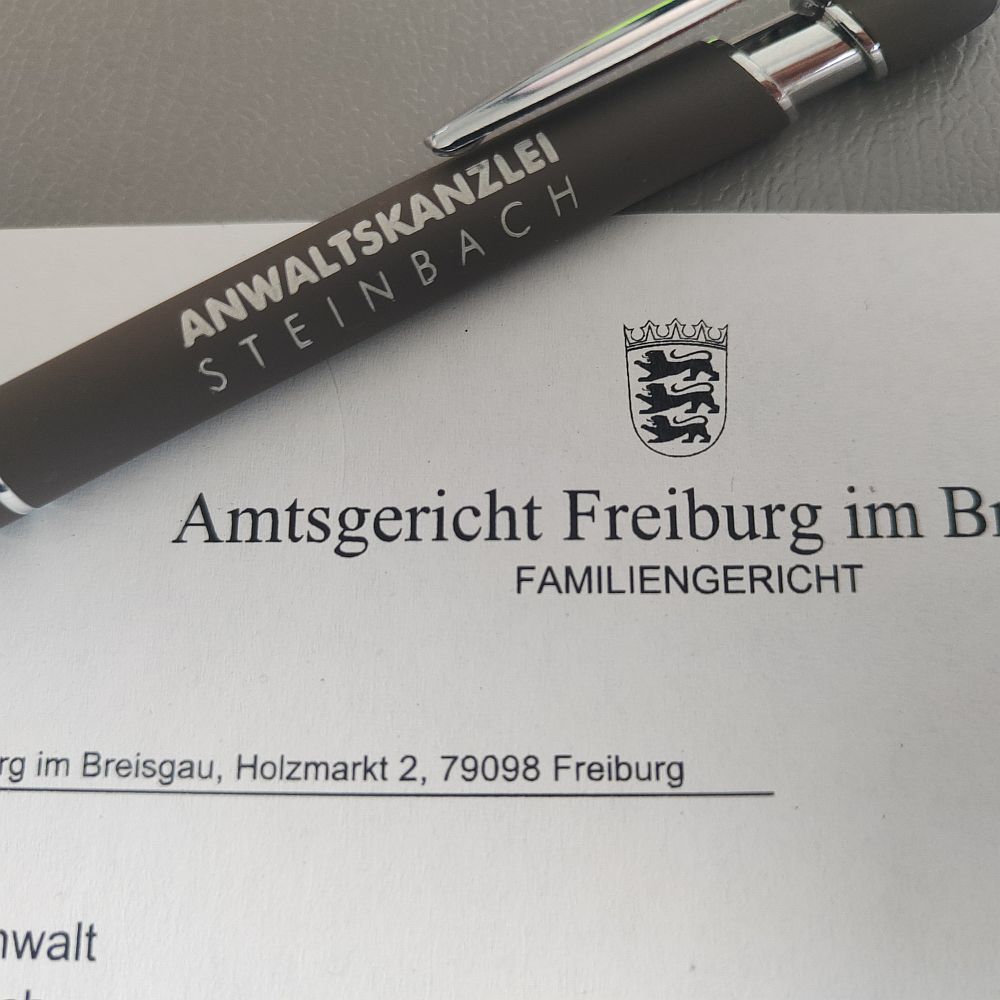 ANWALTSKANZLEI
STEINBACH
Amtsgericht Freiburg im
FAMILIENGERICHT
im Breisgau, Holzmarkt 2, 79098 Freiburg